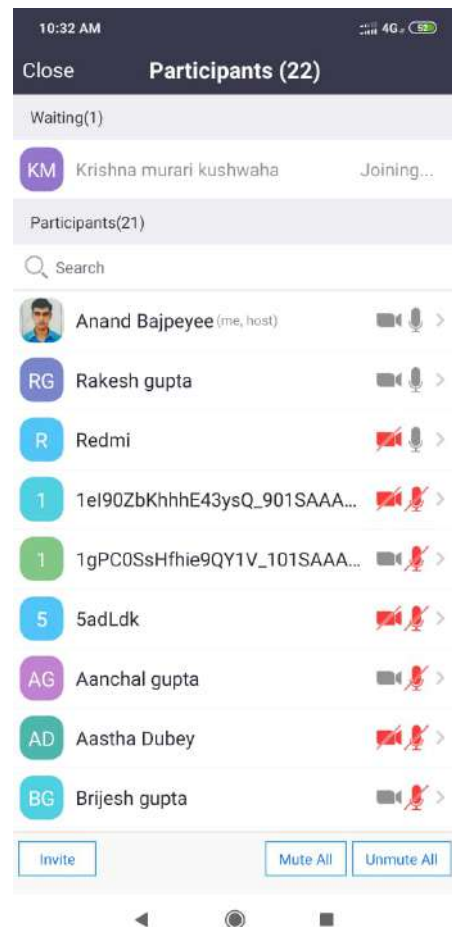 10:32 AM 4G 52
Close Participants (22)
Waiting(1)
KM Krishna murari kushwaha Joining...
Participants(21)
Search
Anand Bajpeyee (me, host)
RG Rakesh gupta
R Redmi
1 1eI90ZbKhhhE43ysQ_901SAAA...
1 1gPC0SsHfhie9QY1V_101SAAA...
5 5adLdk
AG Aanchal gupta
AD Aastha Dubey
BG Brijesh gupta
Invite Mute All Unmute All